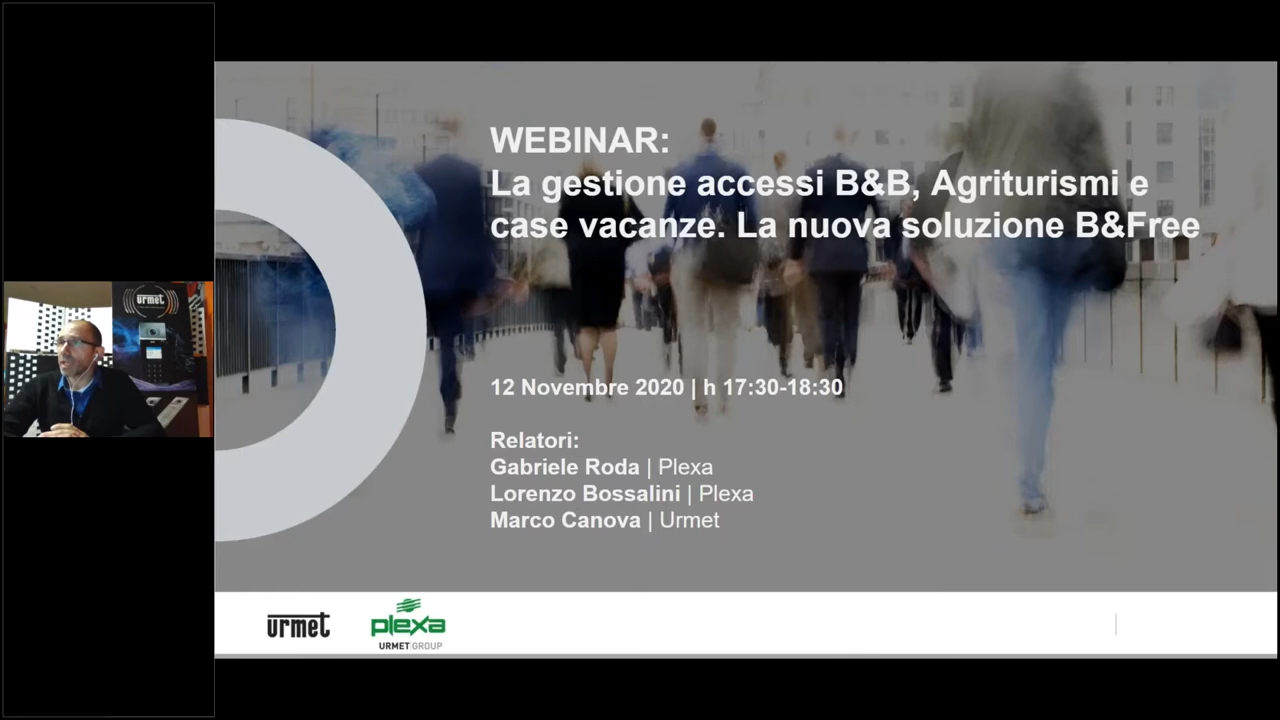 WEBINAR:
La gestione accessi B&B, Agriturismi e
case vacanze. La nuova soluzione B&Free
12 Novembre 2020 | h 17:30-18:30
Relatori:
Gabriele Roda | Plexa
Lorenzo Bossalini | Plexa
Marco Canova | Urmet
urmet
plexa
URMET GROUP
urmet